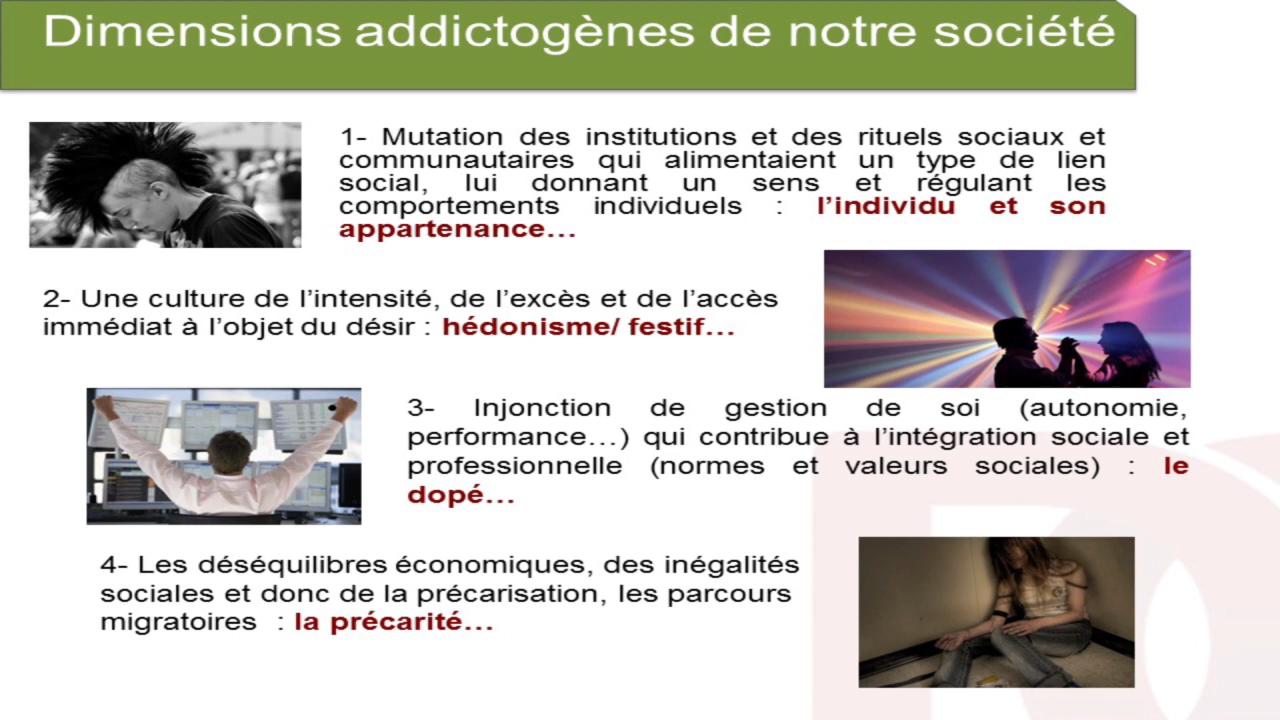 Dimensions addictogènes de notre société
1- Mutation des institutions et des rituels sociaux et
communautaires qui alimentaient un type de lien
social, lui donnant un sens et régulant les
comportements individuels : l’individu et son
appartenance…
2- Une culture de l’intensité, de l’excès et de l’accès
immédiat à l’objet du désir : hédonisme/ festif…
3- Injonction de gestion de soi (autonomie,
performance…) qui contribue à l’intégration sociale et
professionnelle (normes et valeurs sociales) : le
dopé…
4- Les déséquilibres économiques, des inégalités
sociales et donc de la précarisation, les parcours
migratoires : la précarité…